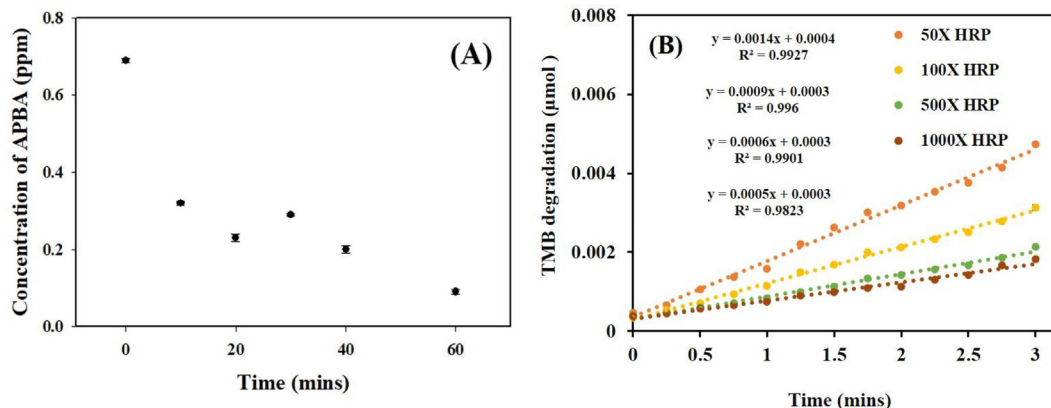 (A)
Concentration of APBA (ppm)
0.8
0.6
0.4
0.2
0.0
0
20
40
60
Time (mins)
(B)
TMB degradation (μmol)
0.008
0.006
0.004
0.002
0
y = 0.0014x + 0.0004
R² = 0.9927
y = 0.0009x + 0.0003
R² = 0.996
y = 0.0006x + 0.0003
R² = 0.9901
y = 0.0005x + 0.0003
R² = 0.9823
50X HRP
100X HRP
500X HRP
1000X HRP
0
0.5
1
1.5
2
2.5
3
Time (mins)